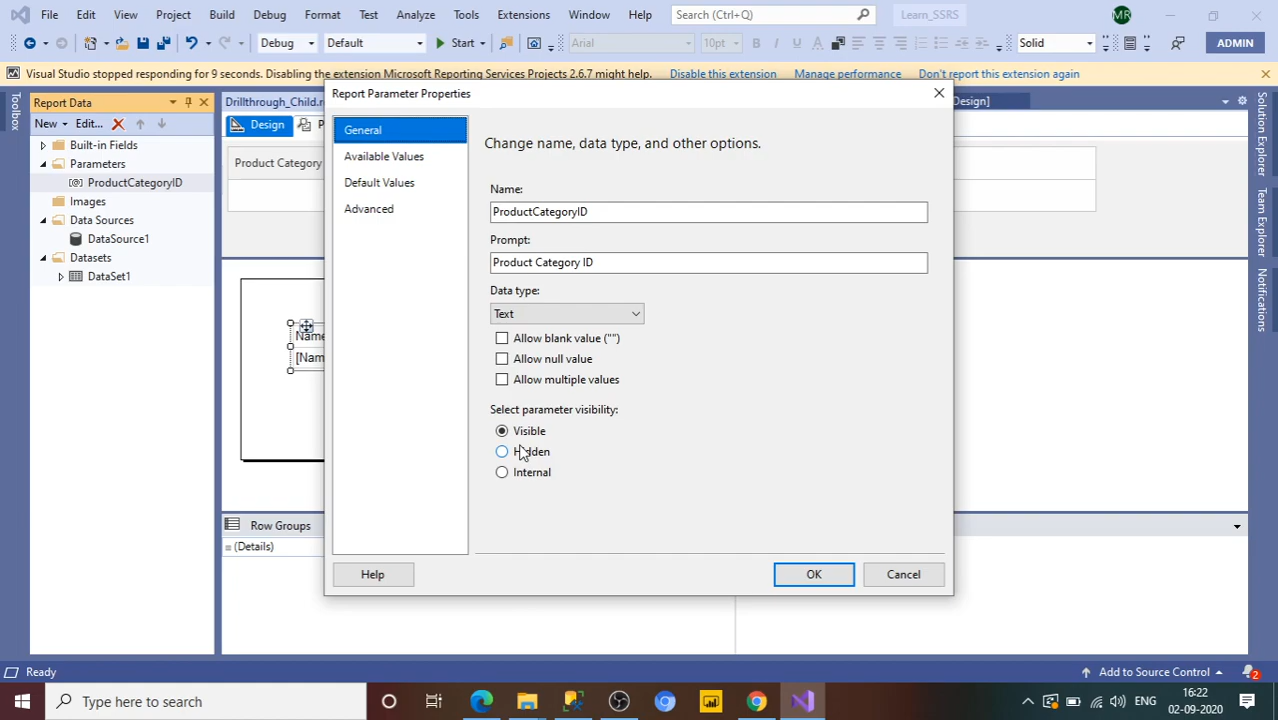 File Edit View Project Build Debug Format Test Analyze Tools Extensions Window Help Search (Ctrl+Q) Learn_SSRS MR
Debug Default Start Arial 10pt B I U A Solid ADMIN
Visual Studio stopped responding for 9 seconds. Disabling the extension Microsoft Reporting Services Projects 2.6.7 might help. Disable this extension Manage performance Don't report this extension again
Toolbox
Report Data
New Edit...
Built-in Fields
Parameters
ProductCategoryID
Images
Data Sources
DataSource1
Datasets
DataSet1
Drillthrough_Child.r
Design P
Design]
Product Category
Name
[Nam
Row Groups
(Details)
Report Parameter Properties
General
Available Values
Default Values
Advanced
Change name, data type, and other options.
Name:
ProductCategoryID
Prompt:
Product Category ID
Data type:
Text
Allow blank value ("")
Allow null value
Allow multiple values
Select parameter visibility:
Visible
Hidden
Internal
Help OK Cancel
Solution Explorer
Team Explorer
Notifications
Ready Add to Source Control 2
Type here to search ENG 16:22
02-09-2020